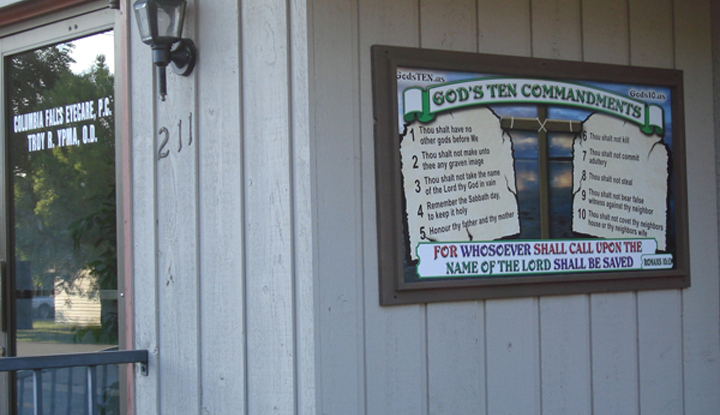 COLUMBIA FALLS EYECARE, P.C.
TROY R. YPMA, O.D.
211
GodsTEN.us
Gods10.us
GOD'S TEN COMMANDMENTS
1 Thou shalt have no
other gods before Me
2 Thou shalt not make unto
thee any graven image
3 Thou shalt not take the name
of the Lord thy God in vain
4 Remember the Sabbath day,
to keep it holy
5 Honour thy father and thy mother
6 Thou shalt not kill
7 Thou shalt not commit
adultery
8 Thou shalt not steal
9 Thou shalt not bear false
witness against thy neighbor
10 Thou shalt not covet thy neighbors
house or thy neighbors wife
FOR WHOSOEVER SHALL CALL UPON THE
NAME OF THE LORD SHALL BE SAVED
ROMANS 10:13